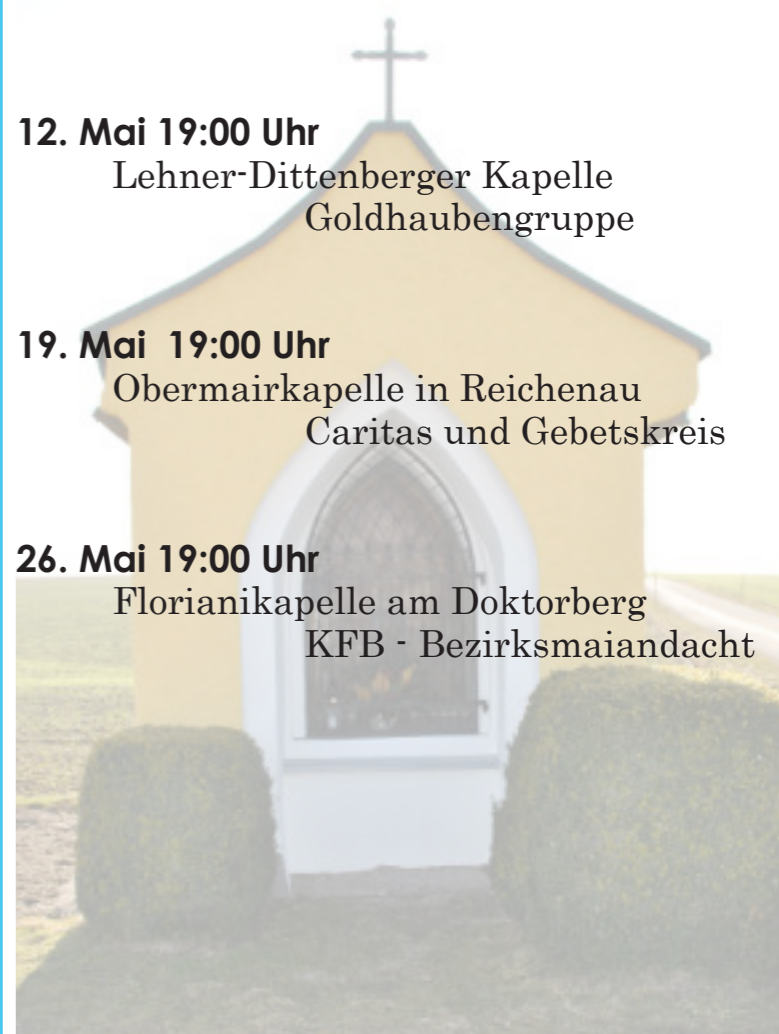 12. Mai 19:00 Uhr
Lehner-Dittenberger Kapelle
Goldhaubengruppe
19. Mai 19:00 Uhr
Obermairkapelle in Reichenau
Caritas und Gebetskreis
26. Mai 19:00 Uhr
Florianikapelle am Doktorberg
KFB - Bezirksmaiandacht